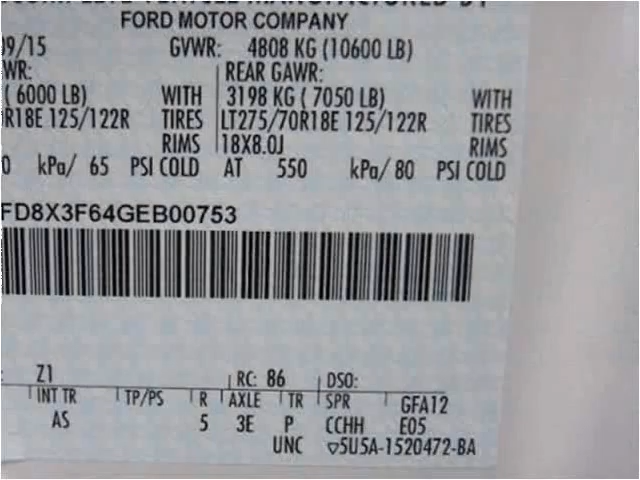 FORD MOTOR COMPANY
09/15 GVWR: 4808 KG (10600 LB)
WR: REAR GAWR:
( 6000 LB) WITH 3198 KG ( 7050 LB) WITH
R18E 125/122R TIRES LT275/70R18E 125/122R TIRES
RIMS 18X8.0J RIMS
0 kPa/ 65 PSI COLD AT 550 kPa/ 80 PSI COLD
FD8X3F64GEB00753
Z1 RC: 86 DSO:
INT TR TP/PS R AXLE TR SPR GFA12
AS 5 3E P CCHH E05
UNC ▽5U5A-1520472-BA